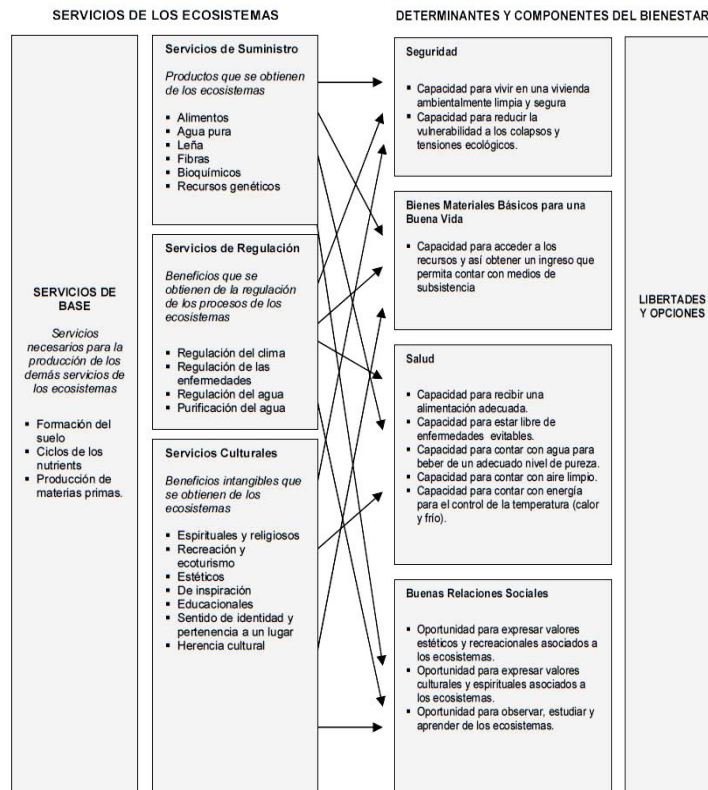 SERVICIOS DE LOS ECOSISTEMAS
DETERMINANTES Y COMPONENTES DEL BIENESTAR
SERVICIOS DE
BASE
Servicios
necesarios para la
producción de los
demás servicios de
los ecosistemas
▪ Formación del
suelo
▪ Ciclos de los
nutrients
▪ Producción de
materias primas.
Servicios de Suministro
Productos que se obtienen
de los ecosistemas
▪ Alimentos
▪ Agua pura
▪ Leña
▪ Fibras
▪ Bioquímicos
▪ Recursos genéticos
Servicios de Regulación
Beneficios que se
obtienen de la regulación
de los procesos de los
ecosistemas
▪ Regulación del clima
▪ Regulación de las
enfermedades
▪ Regulación del agua
▪ Purificación del agua
Servicios Culturales
Beneficios intangibles que
se obtienen de los
ecosistemas
▪ Espirituales y religiosos
▪ Recreación y
ecoturismo
▪ Estéticos
▪ De inspiración
▪ Educacionales
▪ Sentido de identidad y
pertenencia a un lugar
▪ Herencia cultural
Seguridad
▪ Capacidad para vivir en una vivienda
ambientalmente limpia y segura
▪ Capacidad para reducir la
vulnerabilidad a los colapsos y
tensiones ecológicos.
Bienes Materiales Básicos para una
Buena Vida
▪ Capacidad para acceder a los
recursos y así obtener un ingreso que
permita contar con medios de
subsistencia
Salud
▪ Capacidad para recibir una
alimentación adecuada.
▪ Capacidad para estar libre de
enfermedades evitables.
▪ Capacidad para contar con agua para
beber de un adecuado nivel de pureza.
▪ Capacidad para contar con aire limpio.
▪ Capacidad para contar con energía
para el control de la temperatura (calor
y frío).
Buenas Relaciones Sociales
▪ Oportunidad para expresar valores
estéticos y recreacionales asociados a
los ecosistemas.
▪ Oportunidad para expresar valores
culturales y espirituales asociados a
los ecosistemas.
▪ Oportunidad para observar, estudiar y
aprender de los ecosistemas.
LIBERTADES
Y OPCIONES